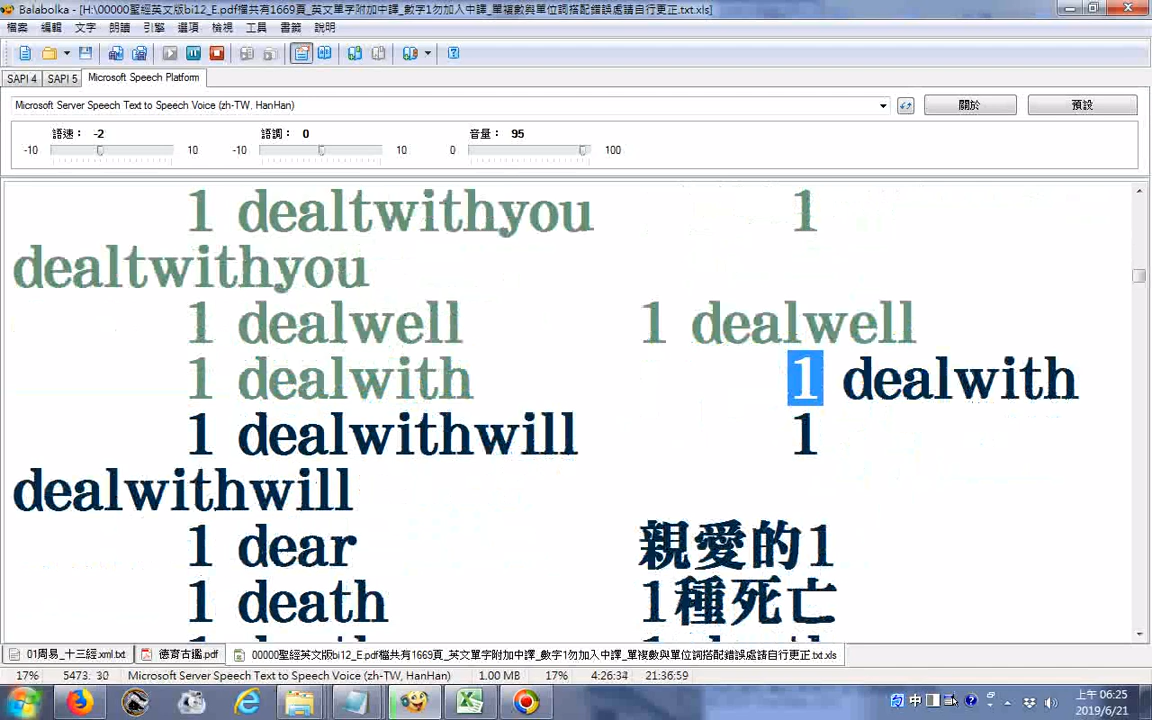 Balabolka - [H:\00000聖經英文版bi12_E.pdf檔共有1669頁_英文單字附加中譯_數字1勿加入中譯_單複數與單位詞搭配錯誤處請自行更正.txt.xls]
檔案 編輯 文字 朗讀 引擎 選項 檢視 工具 書籤 說明
SAPI 4 SAPI 5 Microsoft Speech Platform
Microsoft Server Speech Text to Speech Voice (zh-TW, HanHan) 關於 預設
語速： -2 語調： 0 音量： 95
-10 10 -10 10 0 100
1 dealtwithyou 1
dealtwithyou
1 dealwell 1 dealwell
1 dealwith 1 dealwith
1 dealwithwill 1
dealwithwill
1 dear 親愛的1
1 death 1種死亡
01周易_十三經.xml.txt 德育古鑑.pdf 00000聖經英文版bi12_E.pdf檔共有1669頁_英文單字附加中譯_數字1勿加入中譯_單複數與單位詞搭配錯誤處請自行更正.txt.xls
17% 5473: 30 Microsoft Server Speech Text to Speech Voice (zh-TW, HanHan) 1.00 MB 17% 4:26:34 21:36:59
中 上午 06:25
2019/6/21